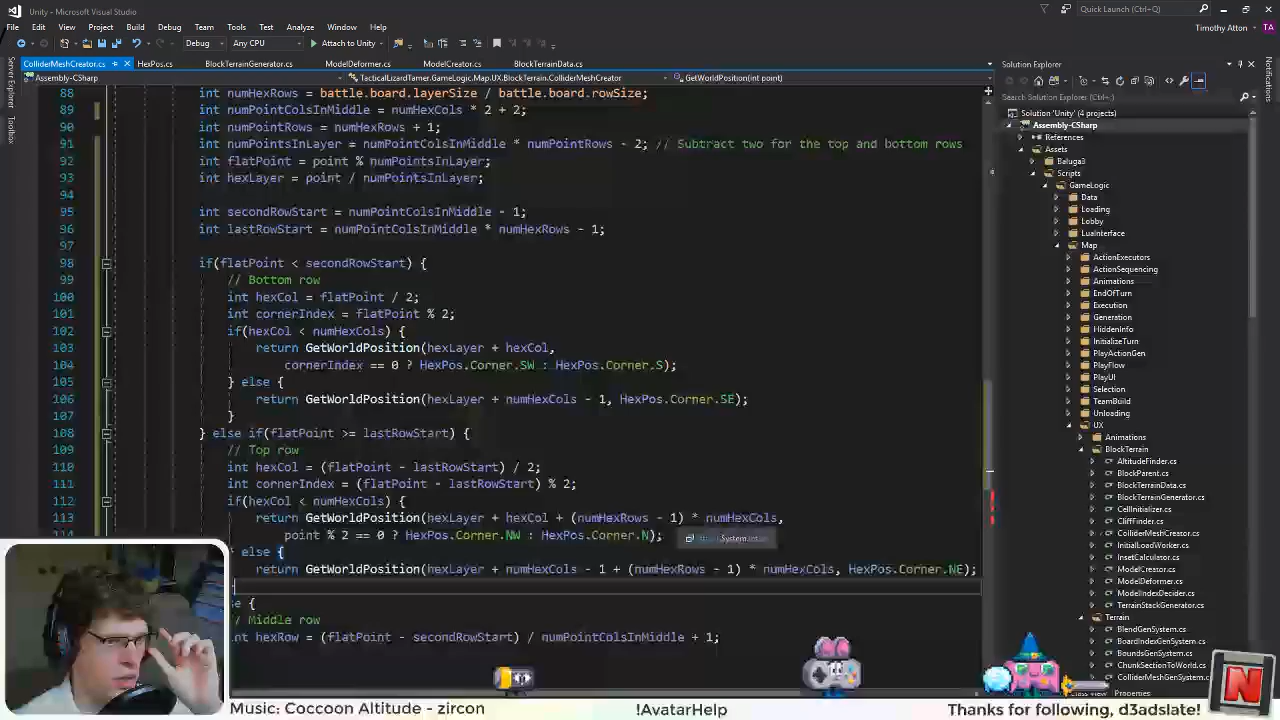 Unity - Microsoft Visual Studio
Quick Launch (Ctrl+Q)
File Edit View Project Build Debug Team Tools Test Analyze Window Help
Timothy Atton TA
Debug Any CPU Attach to Unity
ColliderMeshCreator.cs HexPos.cs BlockTerrainGenerator.cs ModelDeformer.cs ModelCreator.cs BlockTerrainData.cs
Assembly-CSharp TacticalLizardTamer.GameLogic.Map.UX.BlockTerrain.ColliderMeshCreator GetWorldPosition(int point)
Server Explorer
Toolbox
88 int numHexRows = battle.board.layerSize / battle.board.rowSize;
89 int numPointColsInMiddle = numHexCols * 2 + 2;
90 int numPointRows = numHexRows + 1;
91 int numPointsInLayer = numPointColsInMiddle * numPointRows - 2; // Subtract two for the top and bottom rows
92 int flatPoint = point % numPointsInLayer;
93 int hexLayer = point / numPointsInLayer;
94
95 int secondRowStart = numPointColsInMiddle - 1;
96 int lastRowStart = numPointColsInMiddle * numHexRows - 1;
97
98 if(flatPoint < secondRowStart) {
99 // Bottom row
100 int hexCol = flatPoint / 2;
101 int cornerIndex = flatPoint % 2;
102 if(hexCol < numHexCols) {
103 return GetWorldPosition(hexLayer + hexCol,
104 cornerIndex == 0 ? HexPos.Corner.SW : HexPos.Corner.S);
105 } else {
106 return GetWorldPosition(hexLayer + numHexCols - 1, HexPos.Corner.SE);
107 }
108 } else if(flatPoint >= lastRowStart) {
109 // Top row
110 int hexCol = (flatPoint - lastRowStart) / 2;
111 int cornerIndex = (flatPoint - lastRowStart) % 2;
112 if(hexCol < numHexCols) {
113 return GetWorldPosition(hexLayer + hexCol + (numHexRows - 1) * numHexCols,
114 point % 2 == 0 ? HexPos.Corner.NW : HexPos.Corner.N);
else {
return GetWorldPosition(hexLayer + numHexCols - 1 + (numHexRows - 1) * numHexCols, HexPos.Corner.NE);
se {
/ Middle row
nt hexRow = (flatPoint - secondRowStart) / numPointColsInMiddle + 1;
Solution Explorer
Search Solution Explorer (Ctrl+;)
Solution 'Unity' (4 projects)
Assembly-CSharp
References
Assets
Baluga3
Scripts
GameLogic
Data
Loading
Lobby
LuaInterface
Map
ActionExecutors
ActionSequencing
Animations
EndOfTurn
Execution
Generation
HiddenInfo
InitializeTurn
PlayActionGen
PlayFlow
PlayUI
Selection
TeamBuild
Unloading
UX
Animations
BlockTerrain
AltitudeFinder.cs
BlockParent.cs
BlockTerrainData.cs
BlockTerrainGenerator.cs
CellInitializer.cs
CliffFinder.cs
ColliderMeshCreator.cs
InitialLoadWorker.cs
InsetCalculator.cs
ModelCreator.cs
ModelDeformer.cs
ModelIndexDecider.cs
TerrainStackGenerator.cs
Terrain
BlendGenSystem.cs
BoardIndexGenSystem.cs
BoundsGenSystem.cs
ChunkSectionToWorld.cs
ColliderMeshGenSystem.cs
Class View Properties
Notifications
Music: Coccoon Altitude - zircon
!AvatarHelp
Thanks for following, d3adslate!
N